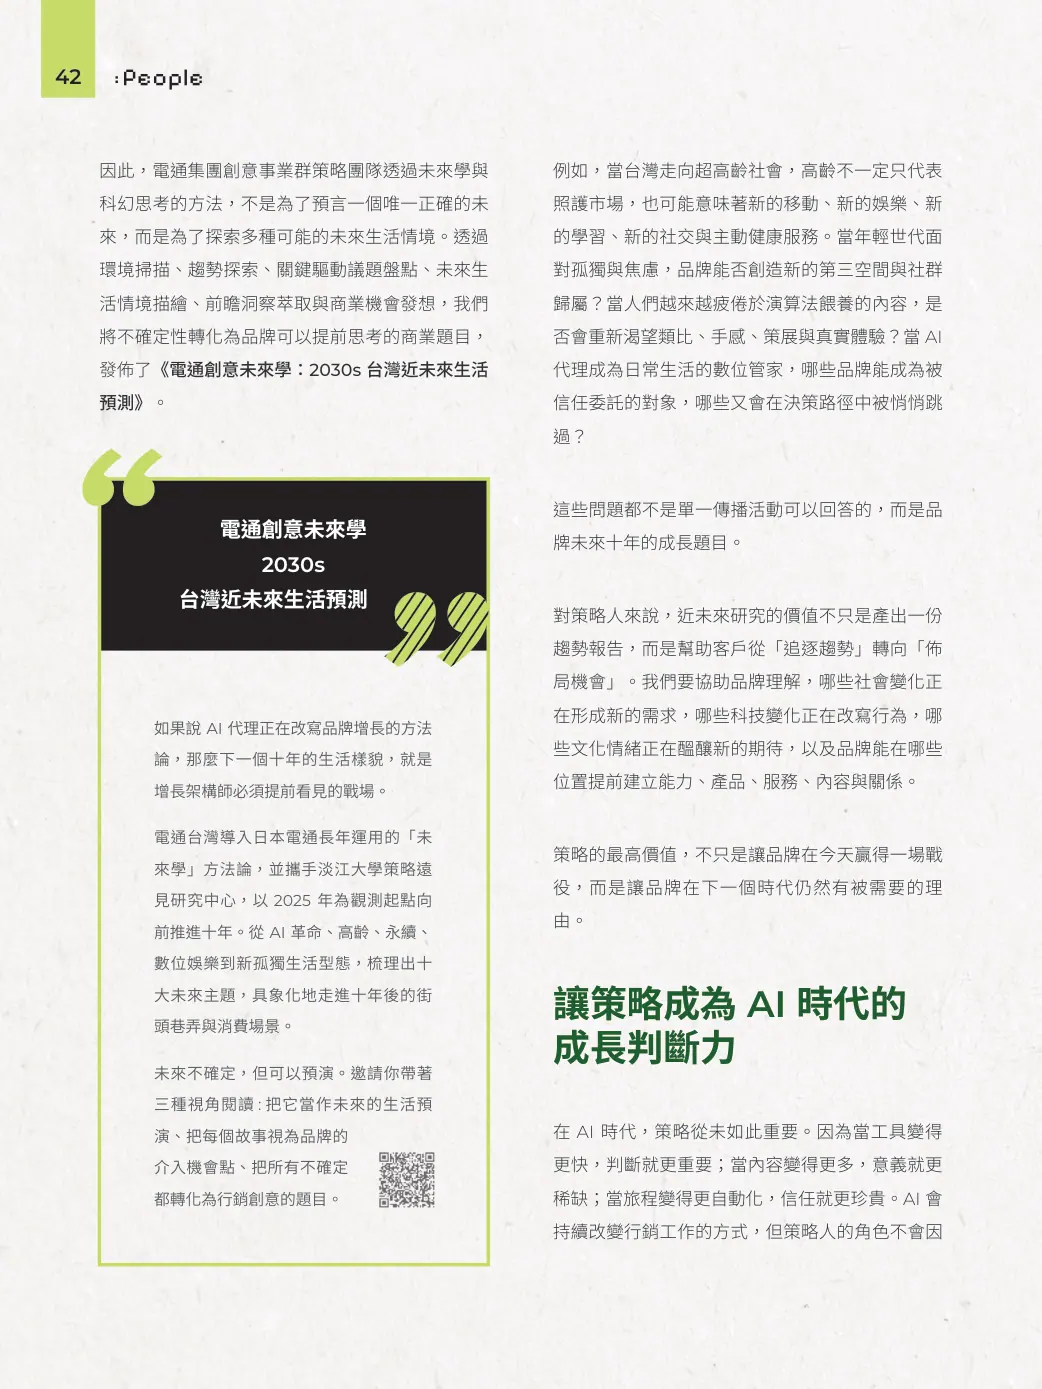 42
:People
因此，電通集團創意事業群策略團隊透過未來學與
科幻思考的方法，不是為了預言一個唯一正確的未
來，而是為了探索多種可能的未來生活情境。透過
環境掃描、趨勢探索、關鍵驅動議題盤點、未來生
活情境描繪、前瞻洞察萃取與商業機會發想，我們
將不確定性轉化為品牌可以提前思考的商業題目，
發佈了《電通創意未來學：2030s 台灣近未來生活
預測》。
電通創意未來學
2030s
台灣近未來生活預測
如果說 AI 代理正在改寫品牌增長的方法
論，那麼下一個十年的生活樣貌，就是
增長架構師必須提前看見的戰場。
電通台灣導入日本電通長年運用的「未
來學」方法論，並攜手淡江大學策略遠
見研究中心，以 2025 年為觀測起點向
前推進十年。從 AI 革命、高齡、永續、
數位娛樂到新孤獨生活型態，梳理出十
大未來主題，具象化地走進十年後的街
頭巷弄與消費場景。
未來不確定，但可以預演。邀請你帶著
三種視角閱讀 : 把它當作未來的生活預
演、把每個故事視為品牌的
介入機會點、把所有不確定
都轉化為行銷創意的題目。
例如，當台灣走向超高齡社會，高齡不一定只代表
照護市場，也可能意味著新的移動、新的娛樂、新
的學習、新的社交與主動健康服務。當年輕世代面
對孤獨與焦慮，品牌能否創造新的第三空間與社群
歸屬？當人們越來越疲倦於演算法餵養的內容，是
否會重新渴望類比、手感、策展與真實體驗？當 AI
代理成為日常生活的數位管家，哪些品牌能成為被
信任委託的對象，哪些又會在決策路徑中被悄悄跳
過？
這些問題都不是單一傳播活動可以回答的，而是品
牌未來十年的成長題目。
對策略人來說，近未來研究的價值不只是產出一份
趨勢報告，而是幫助客戶從「追逐趨勢」轉向「佈
局機會」。我們要協助品牌理解，哪些社會變化正
在形成新的需求，哪些科技變化正在改寫行為，哪
些文化情緒正在醞釀新的期待，以及品牌能在哪些
位置提前建立能力、產品、服務、內容與關係。
策略的最高價值，不只是讓品牌在今天贏得一場戰
役，而是讓品牌在下一個時代仍然有被需要的理
由。
讓策略成為 AI 時代的
成長判斷力
在 AI 時代，策略從未如此重要。因為當工具變得
更快，判斷就更重要；當內容變得更多，意義就更
稀缺；當旅程變得更自動化，信任就更珍貴。AI 會
持續改變行銷工作的方式，但策略人的角色不會因